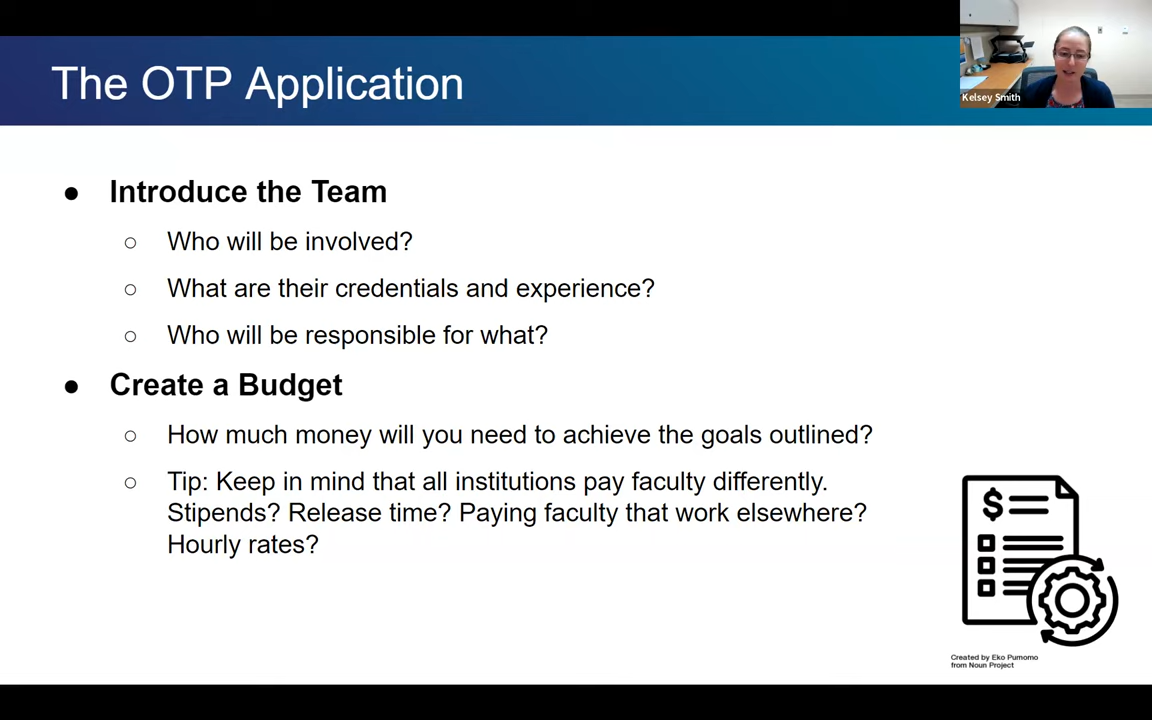 The OTP Application
Kelsey Smith
● Introduce the Team
○ Who will be involved?
○ What are their credentials and experience?
○ Who will be responsible for what?
● Create a Budget
○ How much money will you need to achieve the goals outlined?
○ Tip: Keep in mind that all institutions pay faculty differently.
Stipends? Release time? Paying faculty that work elsewhere?
Hourly rates?
$
Created by Eko Purnomo
from Noun Project